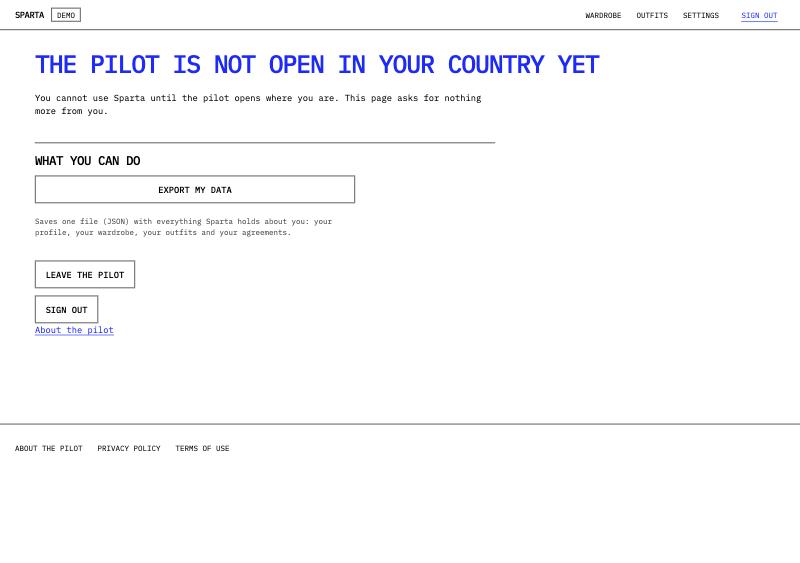 SPARTA DEMO WARDROBE OUTFITS SETTINGS SIGN OUT
THE PILOT IS NOT OPEN IN YOUR COUNTRY YET
You cannot use Sparta until the pilot opens where you are. This page asks for nothing
more from you.
WHAT YOU CAN DO
EXPORT MY DATA
Saves one file (JSON) with everything Sparta holds about you: your
profile, your wardrobe, your outfits and your agreements.
LEAVE THE PILOT
SIGN OUT
About the pilot
ABOUT THE PILOT PRIVACY POLICY TERMS OF USE